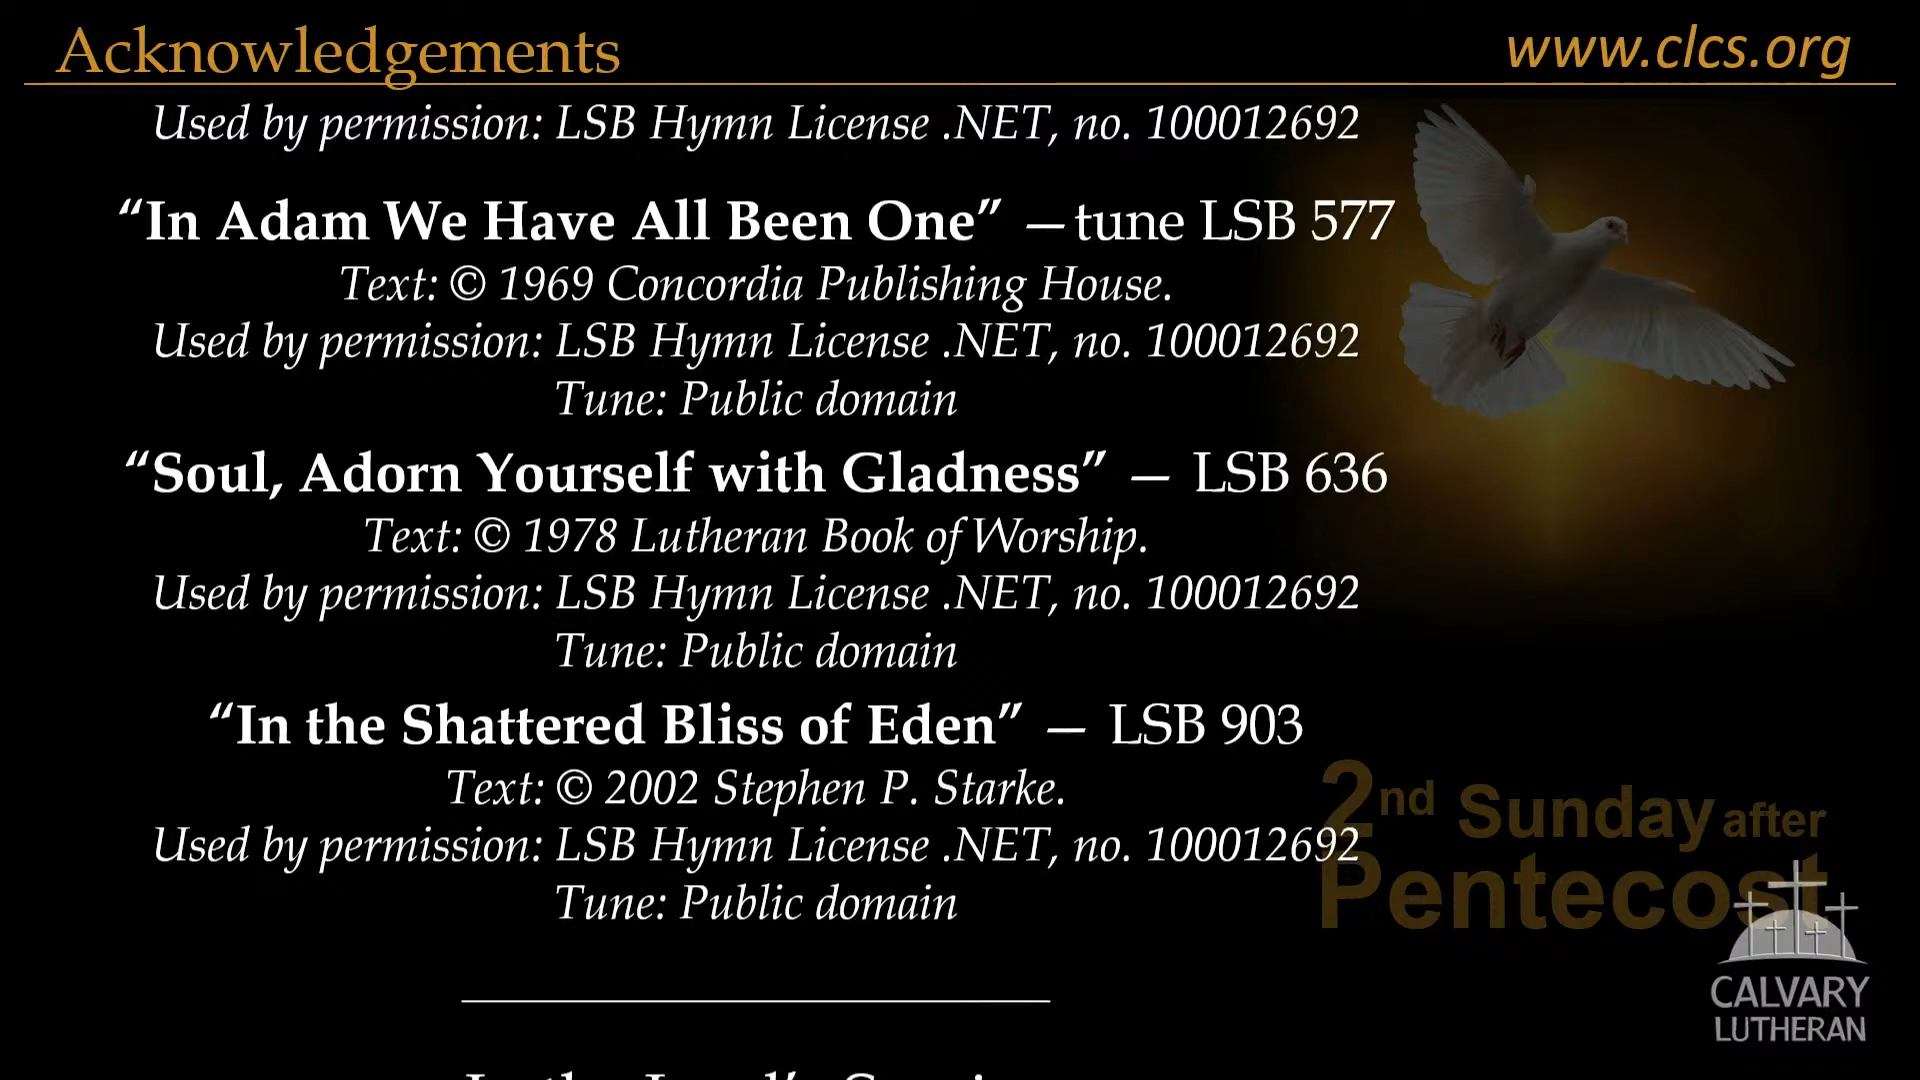 Acknowledgements
www.clcs.org
Used by permission: LSB Hymn License .NET, no. 100012692
“In Adam We Have All Been One” —tune LSB 577
Text: © 1969 Concordia Publishing House.
Used by permission: LSB Hymn License .NET, no. 100012692
Tune: Public domain
“Soul, Adorn Yourself with Gladness” — LSB 636
Text: © 1978 Lutheran Book of Worship.
Used by permission: LSB Hymn License .NET, no. 100012692
Tune: Public domain
“In the Shattered Bliss of Eden” — LSB 903
Text: © 2002 Stephen P. Starke.
Used by permission: LSB Hymn License .NET, no. 100012692
Tune: Public domain
2nd Sunday after
Pentecost
CALVARY
LUTHERAN